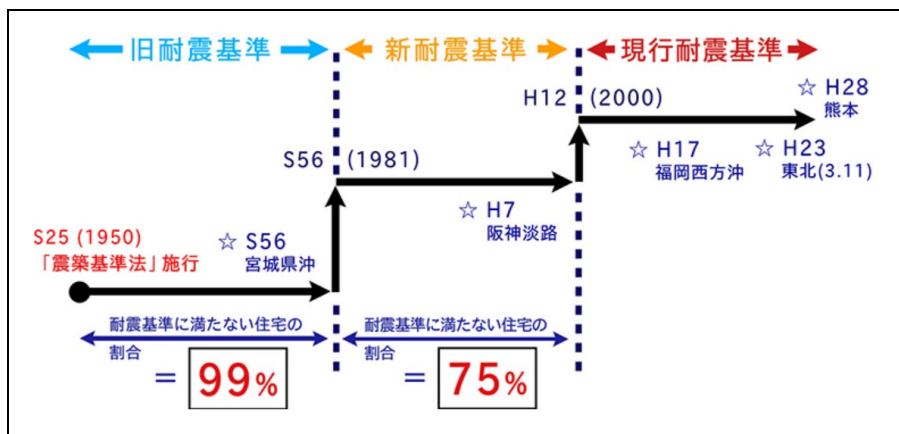 旧耐震基準
新耐震基準
現行耐震基準
☆ H28
熊本
H12 (2000)
☆ H17
福岡西方沖
☆ H23
東北(3.11)
S56 (1981)
☆ H7
阪神淡路
S25 (1950)
「震築基準法」施行
☆ S56
宮城県沖
耐震基準に満たない住宅の
割合
= 99%
耐震基準に満たない住宅の
割合
= 75%